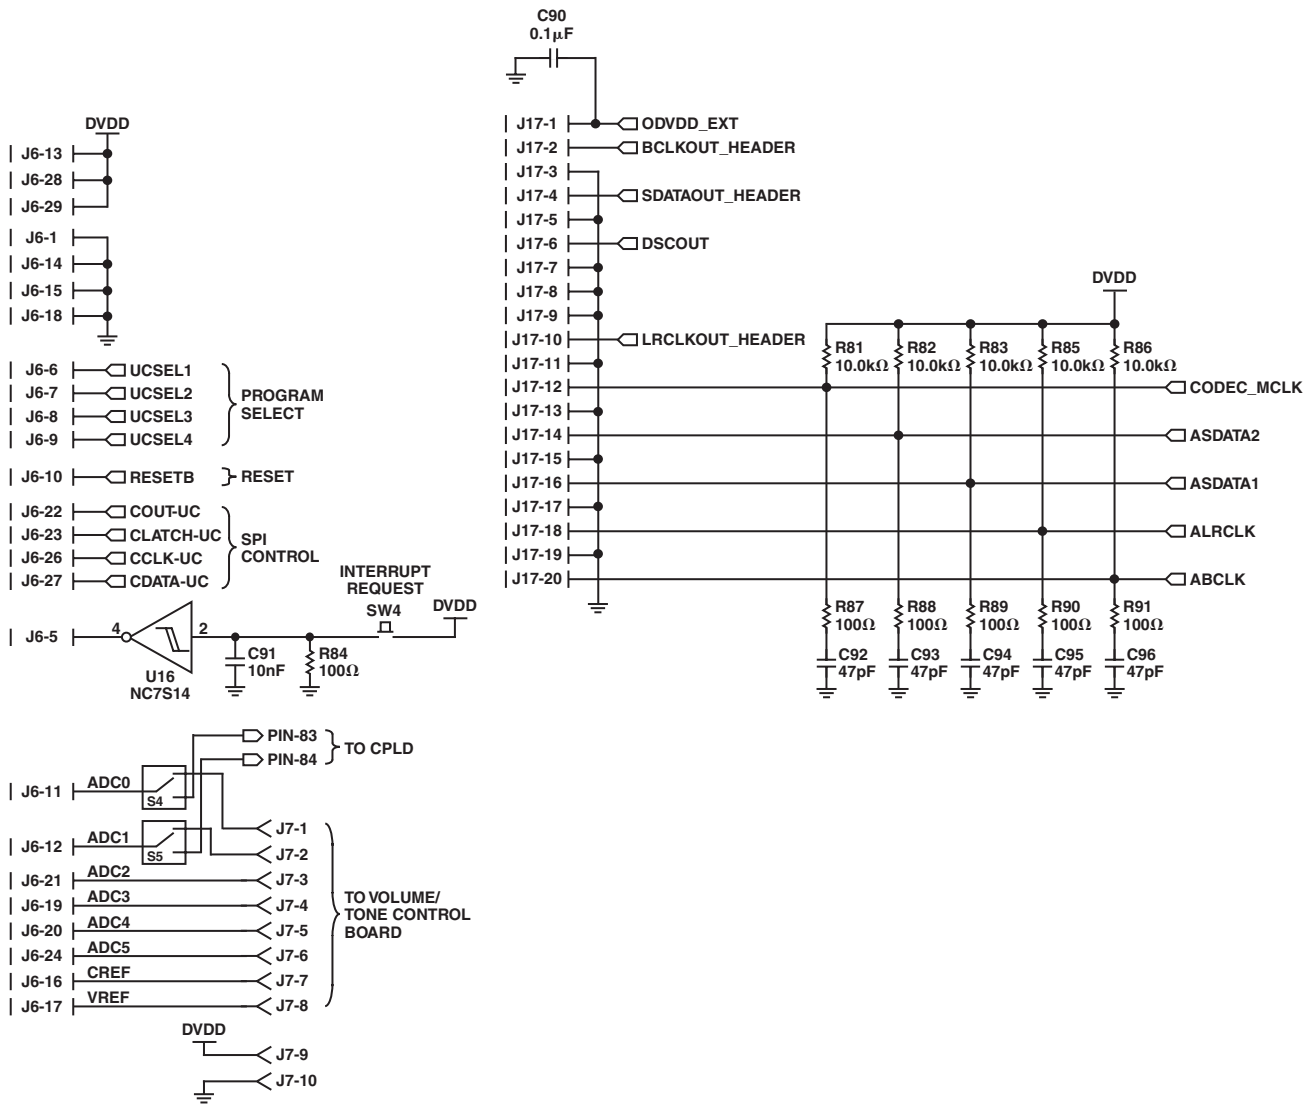 C90
0.1µF
J17-1 ODVDD_EXT
J17-2 BCLKOUT_HEADER
J17-3
J17-4 SDATAOUT_HEADER
J17-5
J17-6 DSCOUT
J17-7
J17-8
J17-9
J17-10 LRCLKOUT_HEADER
J17-11
J17-12
J17-13
J17-14
J17-15
J17-16
J17-17
J17-18
J17-19
J17-20
DVDD
R81 R82 R83 R85 R86
10.0kΩ 10.0kΩ 10.0kΩ 10.0kΩ 10.0kΩ
CODEC_MCLK
ASDATA2
ASDATA1
ALRCLK
ABCLK
R87 R88 R89 R90 R91
100Ω 100Ω 100Ω 100Ω 100Ω
C92 C93 C94 C95 C96
47pF 47pF 47pF 47pF 47pF
DVDD
J6-13
J6-28
J6-29
J6-1
J6-14
J6-15
J6-18
J6-6 UCSEL1
J6-7 UCSEL2
J6-8 UCSEL3
J6-9 UCSEL4
PROGRAM
SELECT
J6-10 RESETB RESET
J6-22 COUT-UC
J6-23 CLATCH-UC
J6-26 CCLK-UC
J6-27 CDATA-UC
SPI
CONTROL
INTERRUPT
REQUEST
SW4
DVDD
J6-5
4
2
U16
NC7S14
C91
10nF
R84
100Ω
PIN-83
PIN-84
TO CPLD
J6-11 ADC0
S4
J6-12 ADC1
S5
J7-1
J7-2
J6-21 ADC2 J7-3
J6-19 ADC3 J7-4
J6-20 ADC4 J7-5
J6-24 ADC5 J7-6
J6-16 CREF J7-7
J6-17 VREF J7-8
TO VOLUME/
TONE CONTROL
BOARD
DVDD
J7-9
J7-10